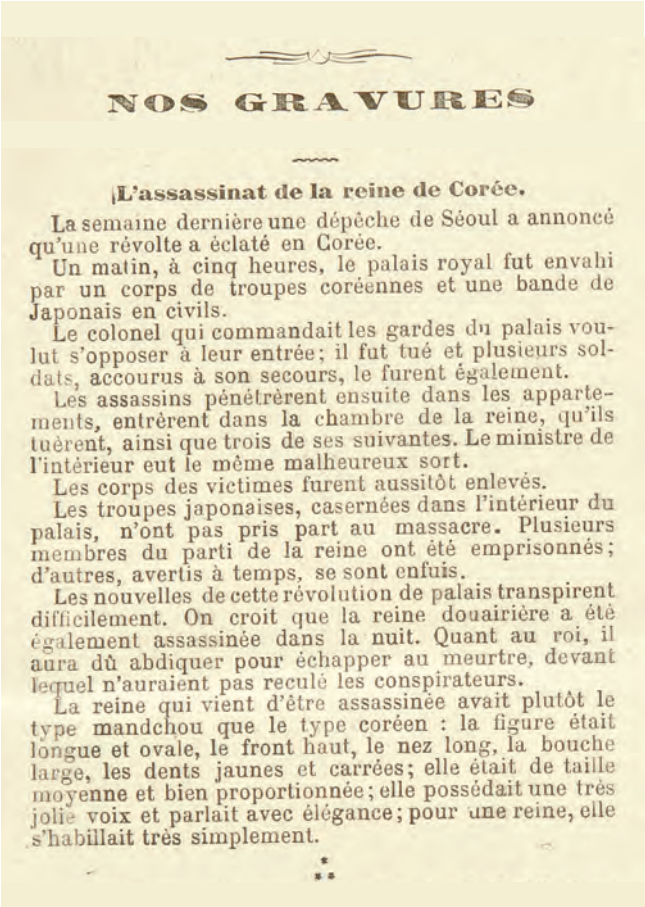 NOS GRAVURES
L'assassinat de la reine de Corée.
La semaine dernière une dépêche de Séoul a annoncé
qu'une révolte a éclaté en Corée.
Un matin, à cinq heures, le palais royal fut envahi
par un corps de troupes coréennes et une bande de
Japonais en civils.
Le colonel qui commandait les gardes du palais vou-
lut s'opposer à leur entrée; il fut tué et plusieurs sol-
dats, accourus à son secours, le furent également.
Les assassins pénétrèrent ensuite dans les apparte-
ments, entrèrent dans la chambre de la reine, qu'ils
tuèrent, ainsi que trois de ses suivantes. Le ministre de
l'intérieur eut le même malheureux sort.
Les corps des victimes furent aussitôt enlevés.
Les troupes japonaises, casernées dans l'intérieur du
palais, n'ont pas pris part au massacre. Plusieurs
membres du parti de la reine ont été emprisonnés;
d'autres, avertis à temps, se sont enfuis.
Les nouvelles de cette révolution de palais transpirent
difficilement. On croit que la reine douairière a été
également assassinée dans la nuit. Quant au roi, il
aura dû abdiquer pour échapper au meurtre, devant
lequel n'auraient pas reculé les conspirateurs.
La reine qui vient d'être assassinée avait plutôt le
type mandchou que le type coréen : la figure était
longue et ovale, le front haut, le nez long, la bouche
large, les dents jaunes et carrées; elle était de taille
moyenne et bien proportionnée; elle possédait une très
jolie voix et parlait avec élégance; pour une reine, elle
s'habillait très simplement.
*
* *